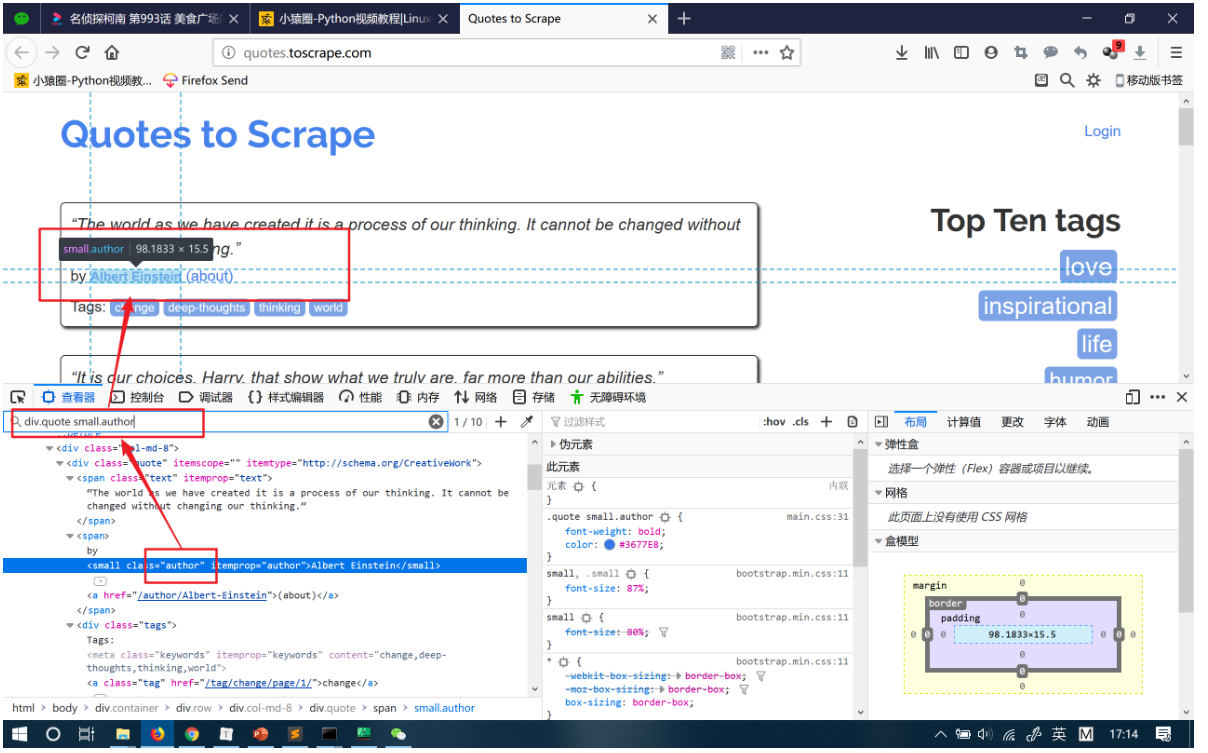 名侦探柯南 第993话 美食广场
小猿圈-Python视频教程|Linux
Quotes to Scrape
quotes.toscrape.com
9
小猿圈-Python视频教...
Firefox Send
移动版书签
Quotes to Scrape
Login
“The world as we have created it is a process of our thinking. It cannot be changed without
ng.”
small.author 98.1833 × 15.5
by Albert Einstein (about)
Tags: change deep-thoughts thinking world
“It is our choices, Harry, that show what we truly are, far more than our abilities.”
Top Ten tags
love
inspirational
life
humor
查看器 控制台 调试器 样式编辑器 性能 内存 网络 存储 无障碍环境
div.quote small.author
1 / 10
<div class="col-md-8">
<div class="quote" itemscope="" itemtype="http://schema.org/CreativeWork">
<span class="text" itemprop="text">
“The world as we have created it is a process of our thinking. It cannot be
changed without changing our thinking.”
</span>
<span>
by
<small class="author" itemprop="author">Albert Einstein</small>
<a href="/author/Albert-Einstein">(about)</a>
</span>
<div class="tags">
Tags:
<meta class="keywords" itemprop="keywords" content="change,deep-
thoughts,thinking,world">
<a class="tag" href="/tag/change/page/1/">change</a>
html > body > div.container > div.row > div.col-md-8 > div.quote > span > small.author
过滤样式
:hov .cls
伪元素
此元素
元素 { 内联
}
.quote small.author { main.css:31
font-weight: bold;
color: #3677E8;
}
small, .small { bootstrap.min.css:11
font-size: 87%;
}
small {
font-size: 80%;
}
* { bootstrap.min.css:11
-webkit-box-sizing: border-box;
-moz-box-sizing: border-box;
box-sizing: border-box;
}
布局 计算值 更改 字体 动画
弹性盒
选择一个弹性（Flex）容器或项目以继续。
网格
此页面上没有使用 CSS 网格
盒模型
margin 0
border 0
padding 0
0 0 0 98.1833×15.5 0 0 0
0
0
0
英 M 17:14